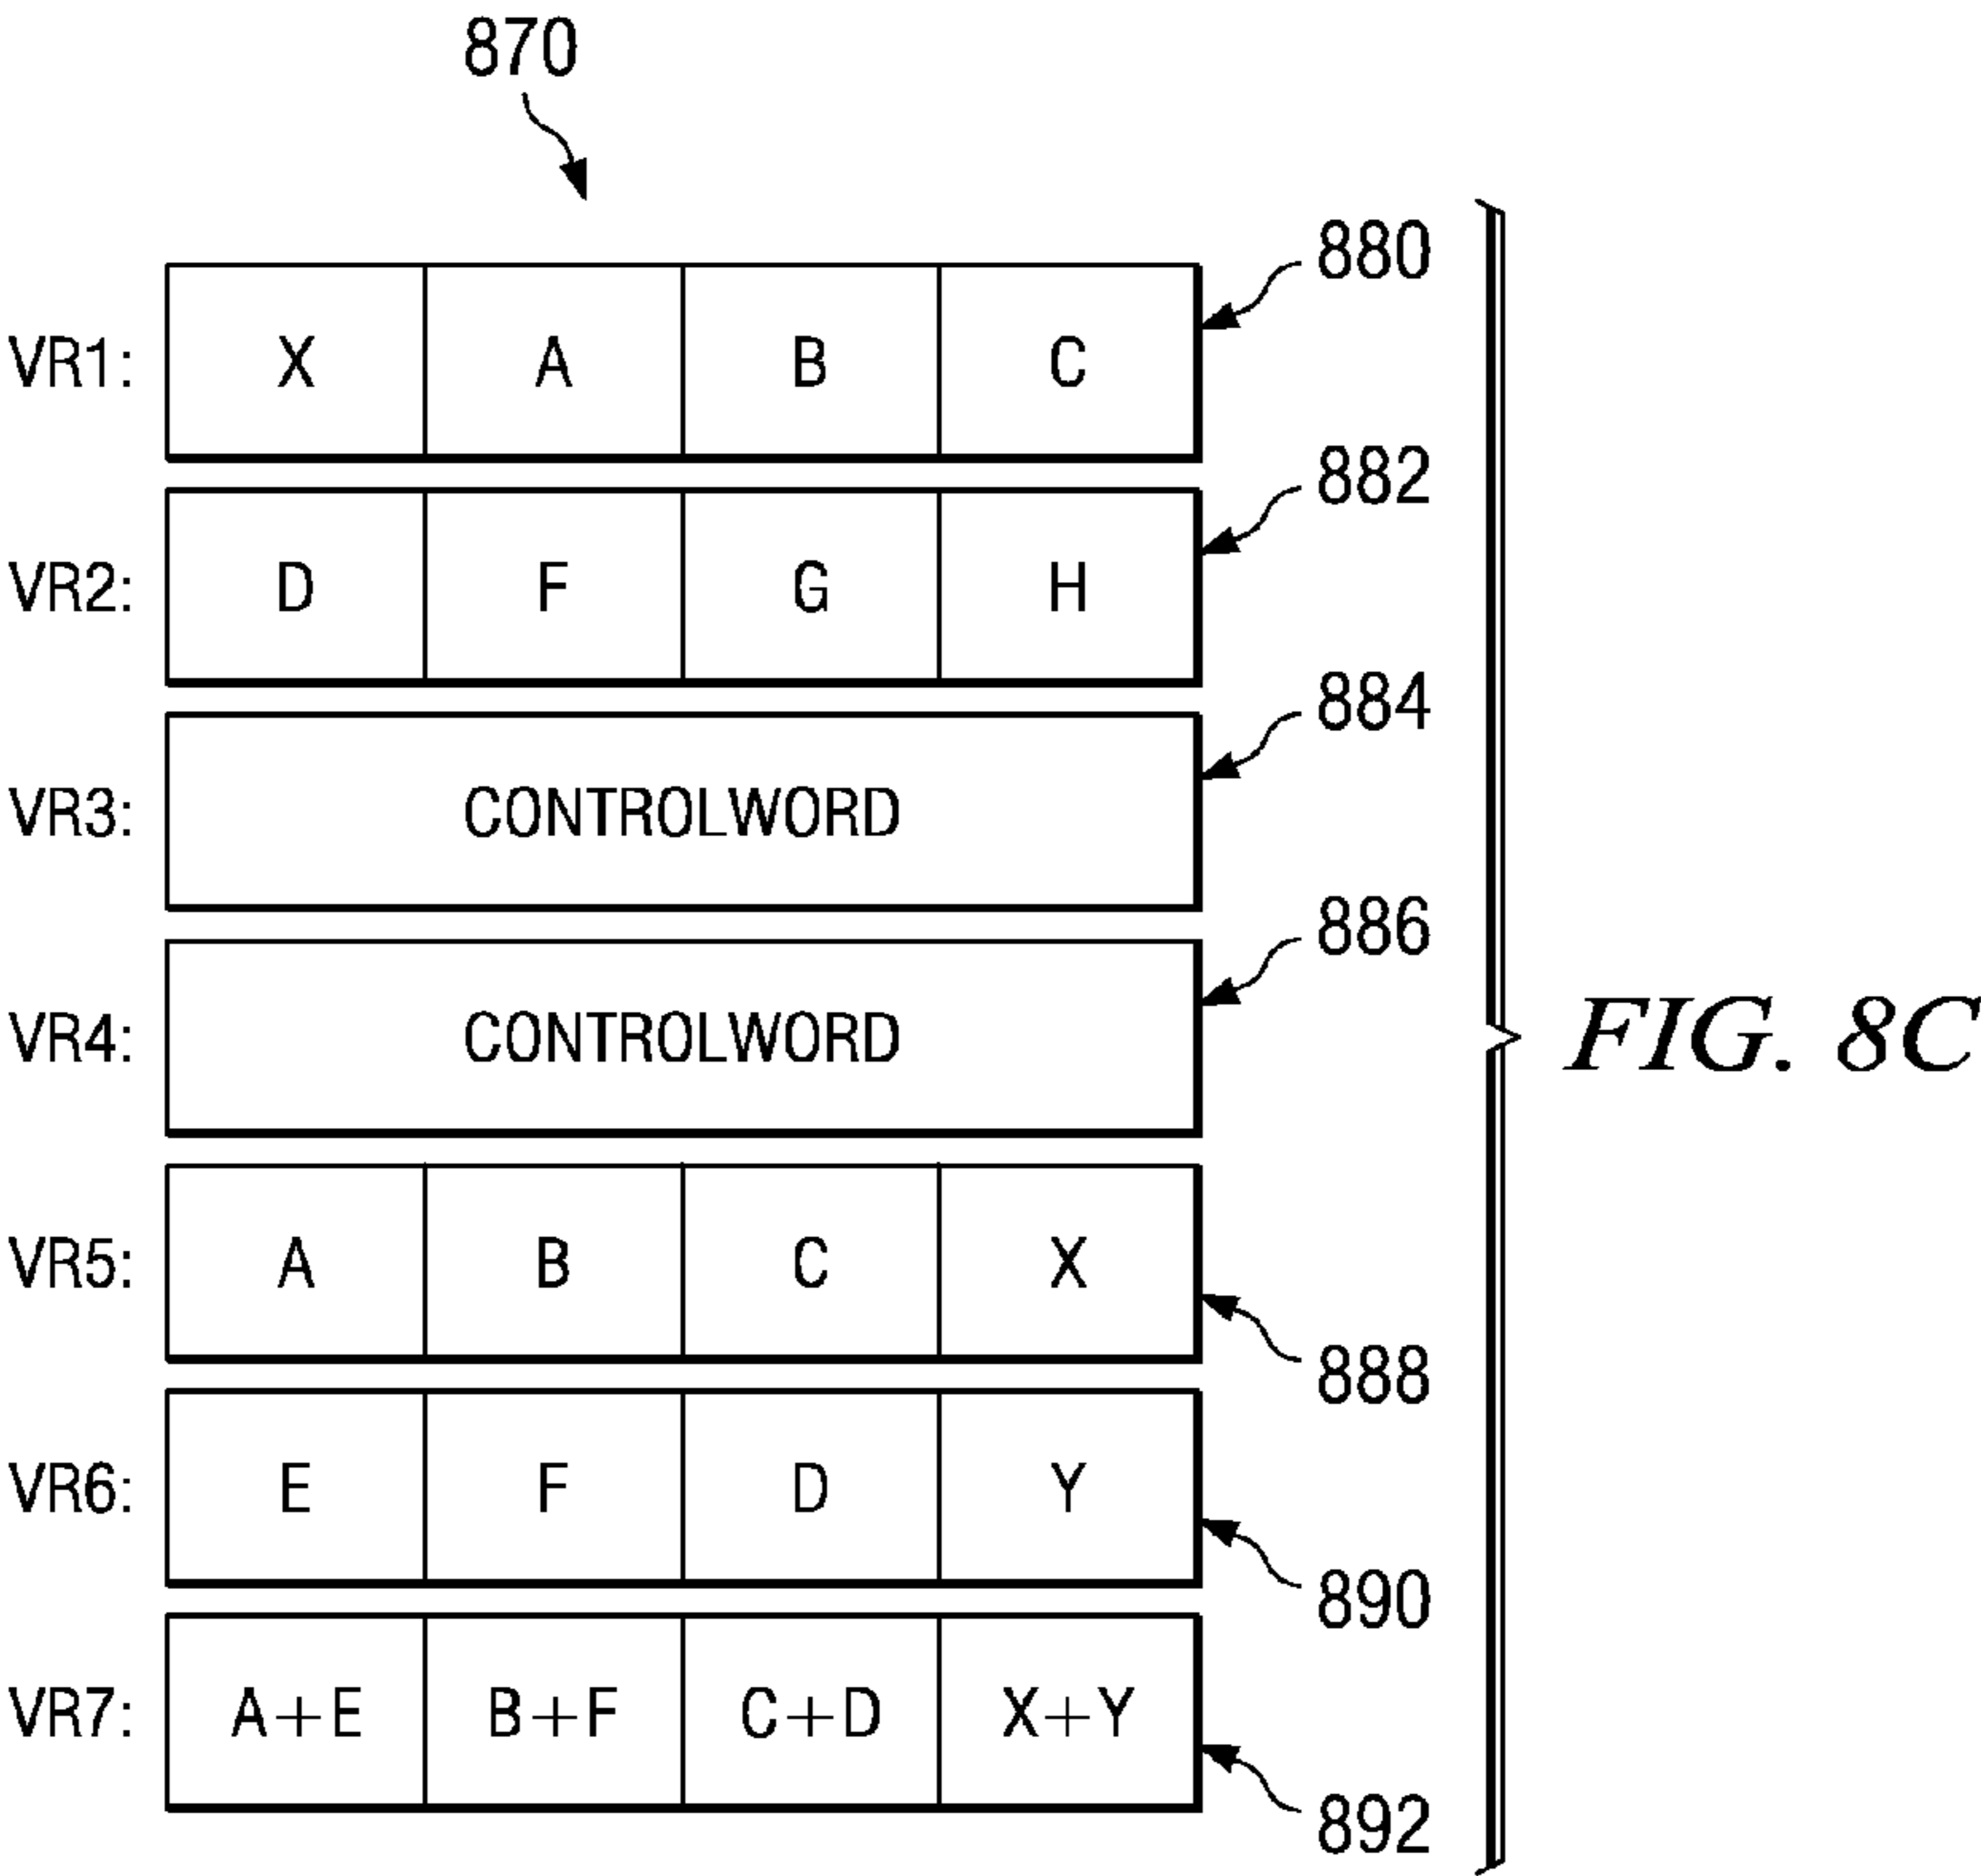 870
880
VR1: X A B C
882
VR2: D F G H
884
VR3: CONTROLWORD
886
VR4: CONTROLWORD
FIG. 8C
VR5: A B C X
888
VR6: E F D Y
890
VR7: A+E B+F C+D X+Y
892